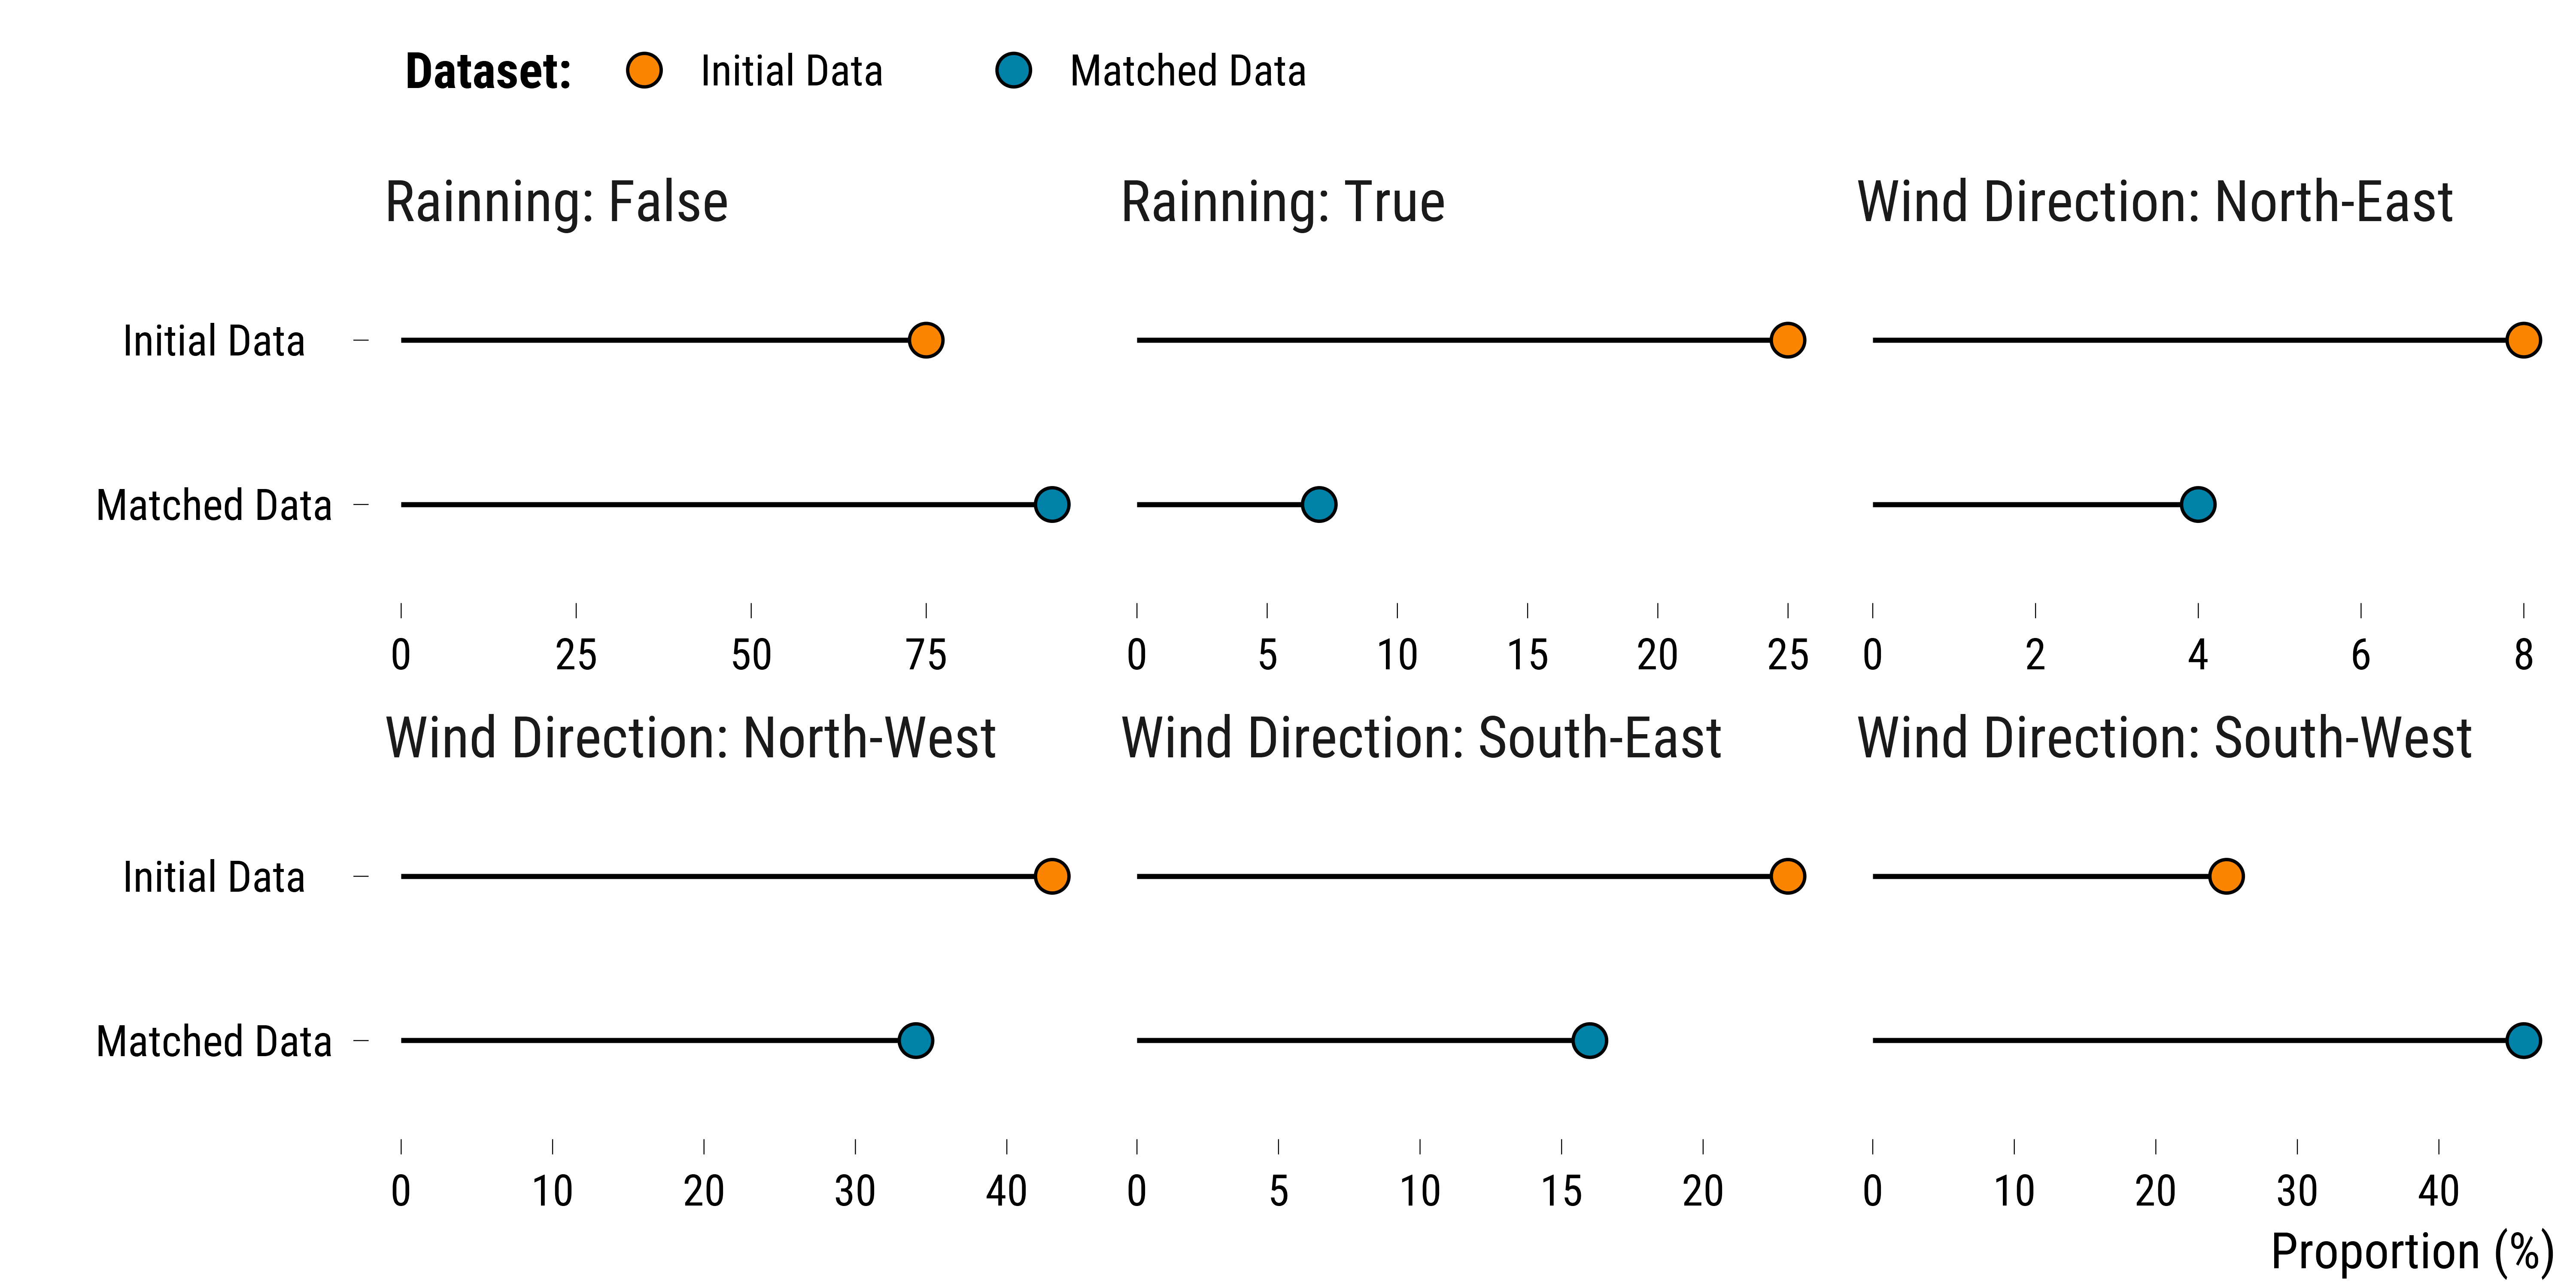 Dataset: Initial Data Matched Data
Rainning: False Rainning: True Wind Direction: North-East
Initial Data
Matched Data
0 25 50 75 0 5 10 15 20 25 0 2 4 6 8
Wind Direction: North-West Wind Direction: South-East Wind Direction: South-West
Initial Data
Matched Data
0 10 20 30 40 0 5 10 15 20 0 10 20 30 40
Proportion (%)